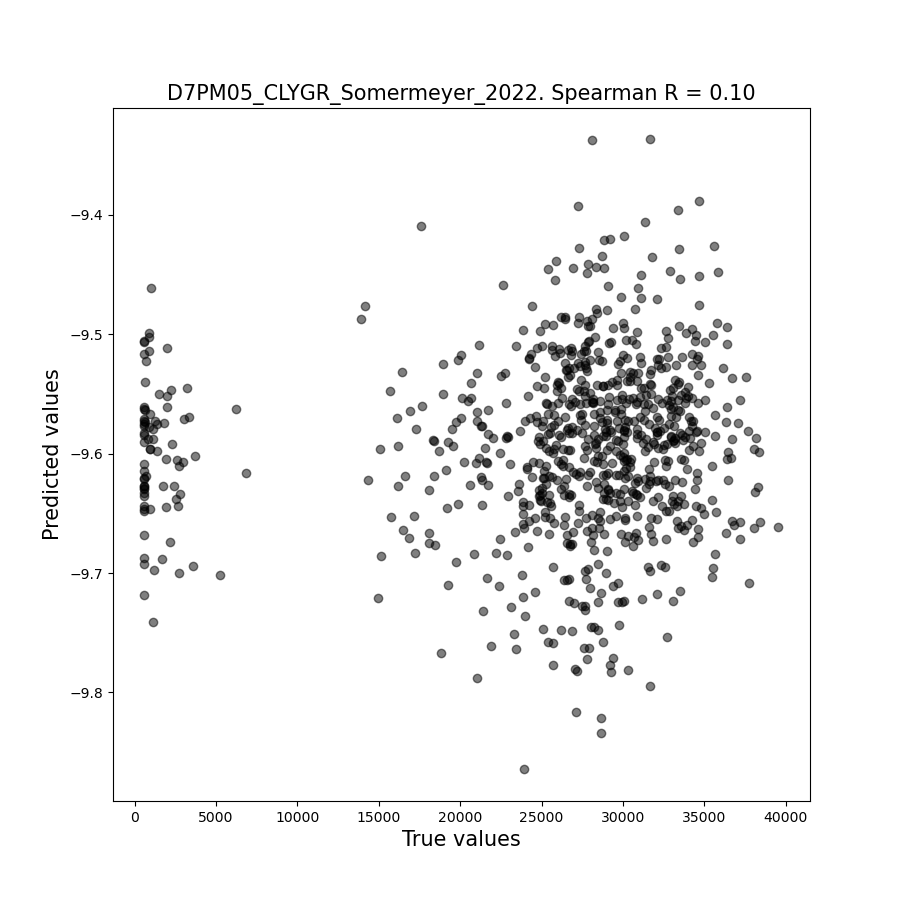 D7PM05_CLYGR_Somermeyer_2022. Spearman R = 0.10
Predicted values
−9.4
−9.5
−9.6
−9.7
−9.8
0 5000 10000 15000 20000 25000 30000 35000 40000
True values